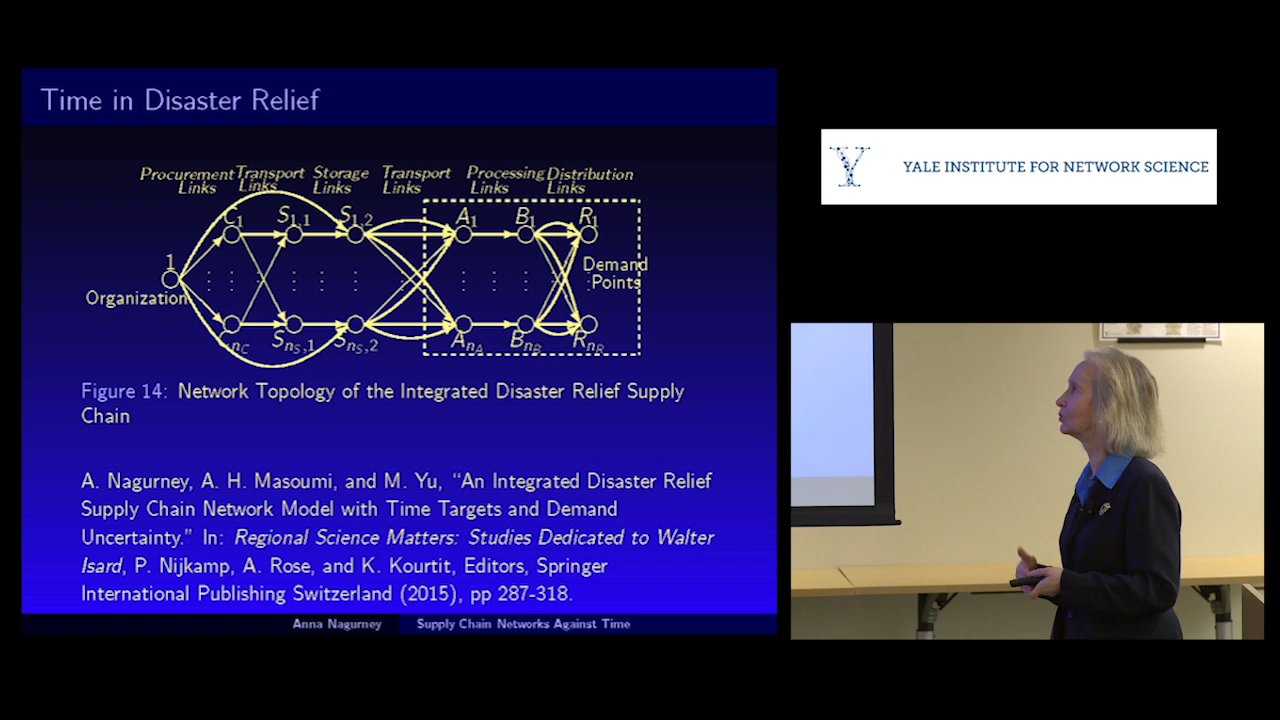 Time in Disaster Relief
YALE INSTITUTE FOR NETWORK SCIENCE
Procurement Transport Storage Transport Processing Distribution
Links Links Links Links Links Links
C1 S1,1 S1,2 A1 B1 R1
1
Organization
Demand
Points
CnC SnS,1 SnS,2 AnA BnB RnR
Figure 14: Network Topology of the Integrated Disaster Relief Supply
Chain
A. Nagurney, A. H. Masoumi, and M. Yu, “An Integrated Disaster Relief
Supply Chain Network Model with Time Targets and Demand
Uncertainty.” In: Regional Science Matters: Studies Dedicated to Walter
Isard, P. Nijkamp, A. Rose, and K. Kourtit, Editors, Springer
International Publishing Switzerland (2015), pp 287-318.
Anna Nagurney Supply Chain Networks Against Time